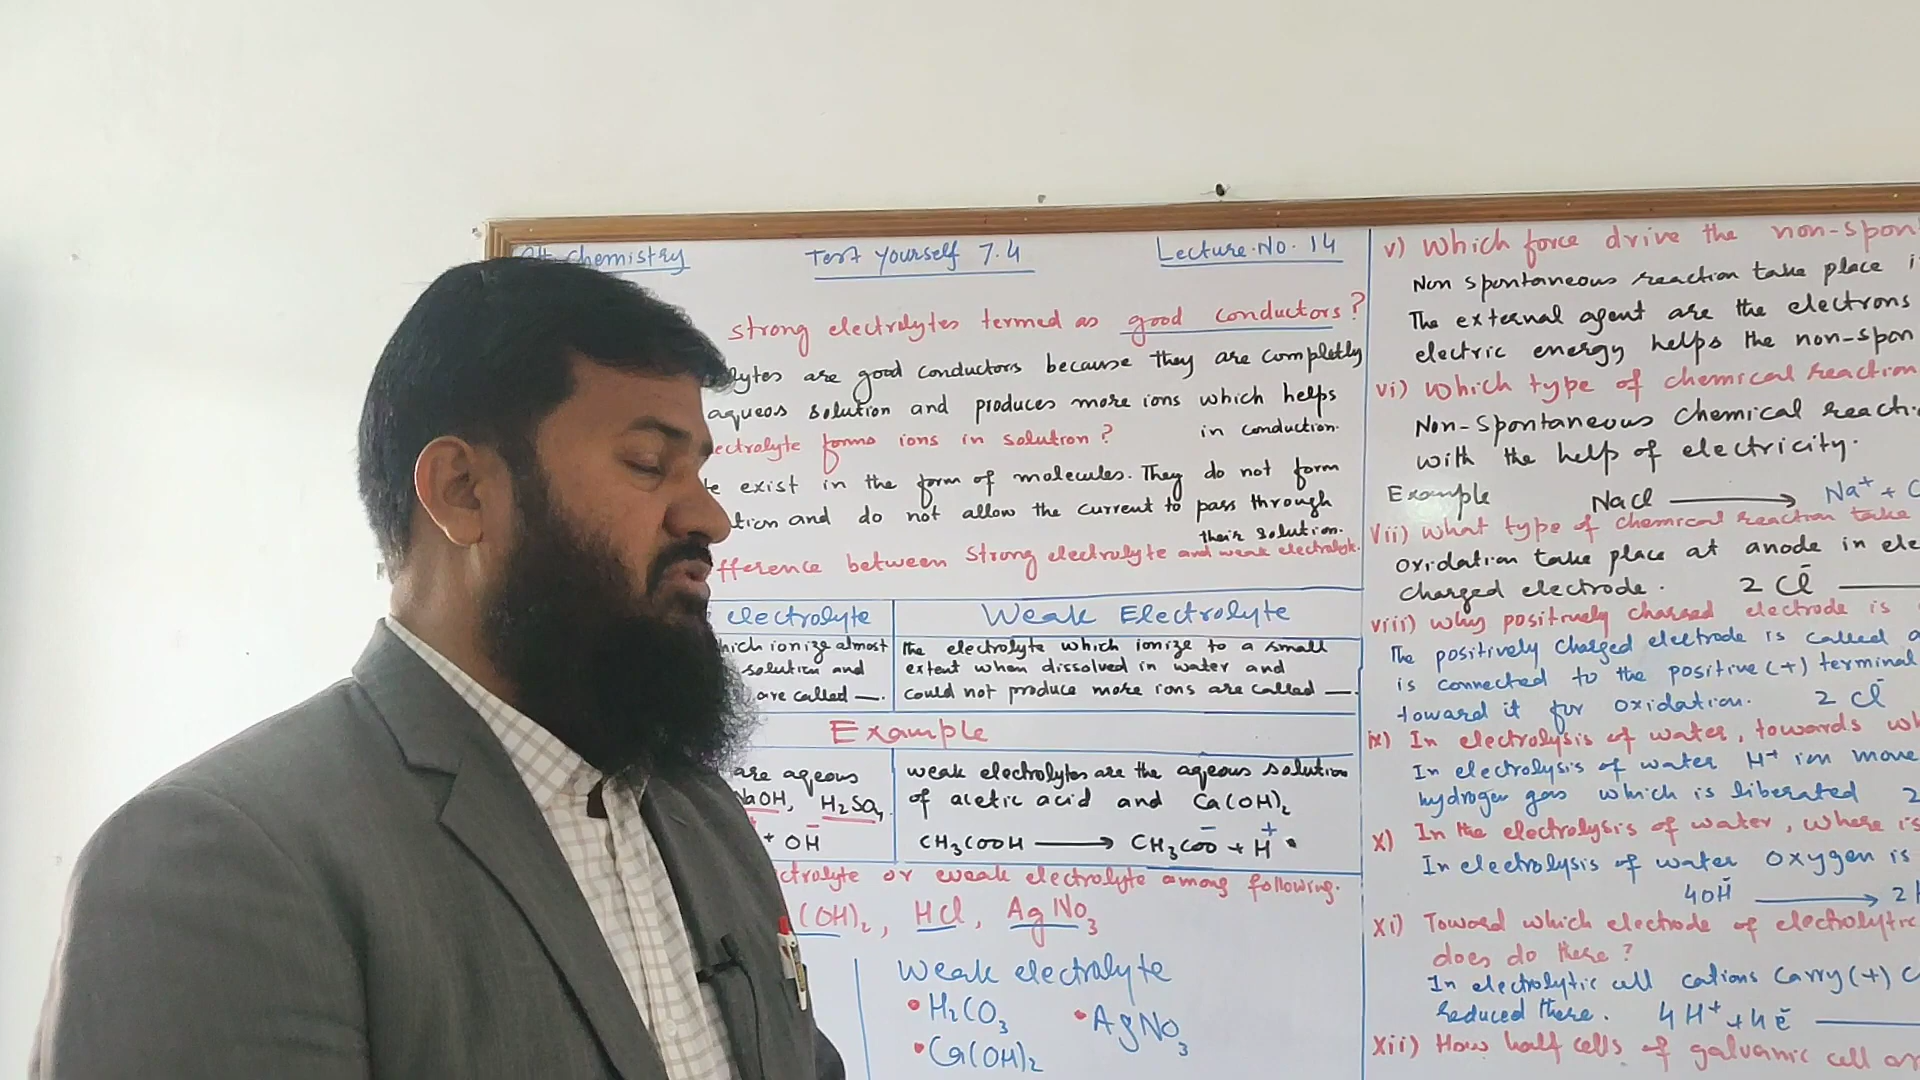 chemistry
Test Yourself 7.4
Lecture.No. 14
strong electrolytes termed as good conductors?
lytes are good conductors because they are completly
aqueos solution and produces more ions which helps
in conduction.
ectrolyte forms ions in solution?
te exist in the form of molecules. They do not form
tion and do not allow the current to pass through
their solution.
fference between Strong electrolyte and weak electrolyte.
electrolyte
hich ionize almost
solution and
are called —.
Weak Electrolyte
the electrolyte which ionize to a small
extent when dissolved in water and
could not produce more ions are called —.
Example
are aqeous
NaOH, H₂SO₄,
+ OH⁻
weak electrolytes are the aqeous solution
of acetic acid and Ca(OH)₂
CH₃COOH ⟶ CH₃COO⁻ + H⁺
ctrolyte or weak electrolyte among following.
(OH)₂, HCl, AgNO₃
Weak electrolyte
• H₂CO₃
• AgNO₃
• Ca(OH)₂
v) Which force drive the non-spon
Non spontaneous reaction take place i
The external agent are the electrons
electric energy helps the non-spon
vi) Which type of chemical reaction
Non-Spontaneous chemical reacti
with the help of electricity.
Example NaCl ⟶ Na⁺ + C
vii) What type of chemical reaction take
Oxidation take place at anode in ele
charged electrode. 2 Cl⁻
viii) Why positively charged electrode is
The positively charged electrode is called a
is connected to the positive (+) terminal
toward it for oxidation. 2 Cl⁻
ix) In electrolysis of water, towards wh
In electrolysis of water H⁺ ion move
hydrogen gas which is liberated 2
x) In the electrolysis of water, where is
In electrolysis of water oxygen is
4OH⁻ ⟶ 2 H
xi) Toward which electrode of electrolytic
does do there?
In electrolytic cell cations carry (+) c
reduced there. 4H⁺ + 4e⁻
xii) How half cells of galvanic cell ar